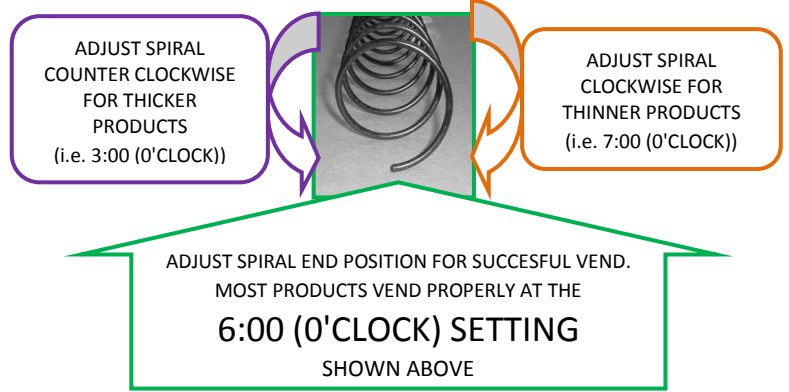 ADJUST SPIRAL
COUNTER CLOCKWISE
FOR THICKER
PRODUCTS
(i.e. 3:00 (0'CLOCK))
ADJUST SPIRAL
CLOCKWISE FOR
THINNER PRODUCTS
(i.e. 7:00 (0'CLOCK))
ADJUST SPIRAL END POSITION FOR SUCCESFUL VEND.
MOST PRODUCTS VEND PROPERLY AT THE
6:00 (0'CLOCK) SETTING
SHOWN ABOVE